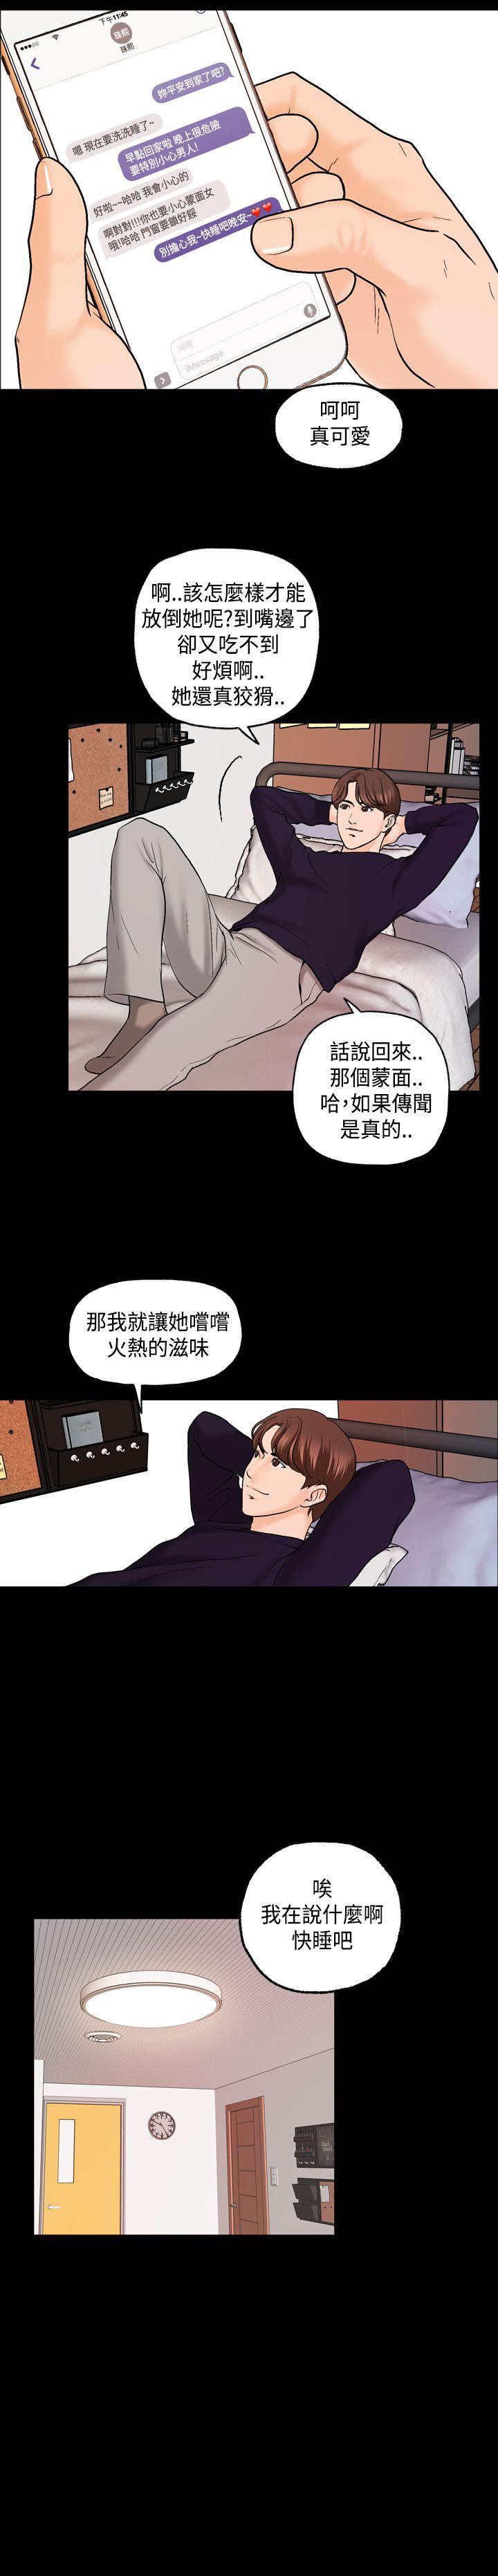 下午11:45
珠熙
珠熙
妳平安到家了吧?
嗯 現在要洗洗睡了~
早點回家啦 晚上很危險
要特別小心男人!
好啦~~哈哈 我會小心的
啊對對!!!你也要小心蒙面女
哦!哈哈 門窗要鎖好餒
別擔心我~快睡吧晚安~❤❤
iMessage
呵呵
真可愛
啊..該怎麼樣才能
放倒她呢?到嘴邊了
卻又吃不到
好煩啊..
她還真狡猾..
話說回來..
那個蒙面..
哈,如果傳聞
是真的..
那我就讓她嚐嚐
火熱的滋味
唉
我在說什麼啊
快睡吧